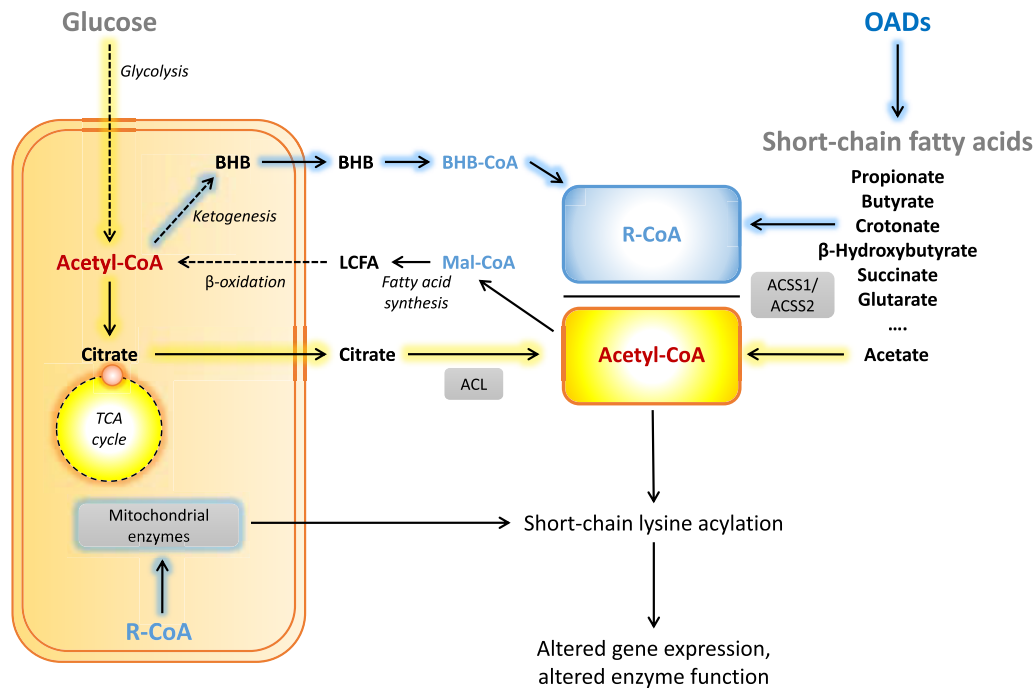 Glucose
OADs
Glycolysis
Short-chain fatty acids
BHB
BHB
BHB-CoA
Propionate
Butyrate
Crotonate
β-Hydroxybutyrate
Succinate
Glutarate
....
Acetate
Ketogenesis
R-CoA
Acetyl-CoA
β-oxidation
LCFA
Mal-CoA
Fatty acid
synthesis
ACSS1/
ACSS2
Citrate
Citrate
ACL
Acetyl-CoA
TCA
cycle
Mitochondrial
enzymes
Short-chain lysine acylation
R-CoA
Altered gene expression,
altered enzyme function